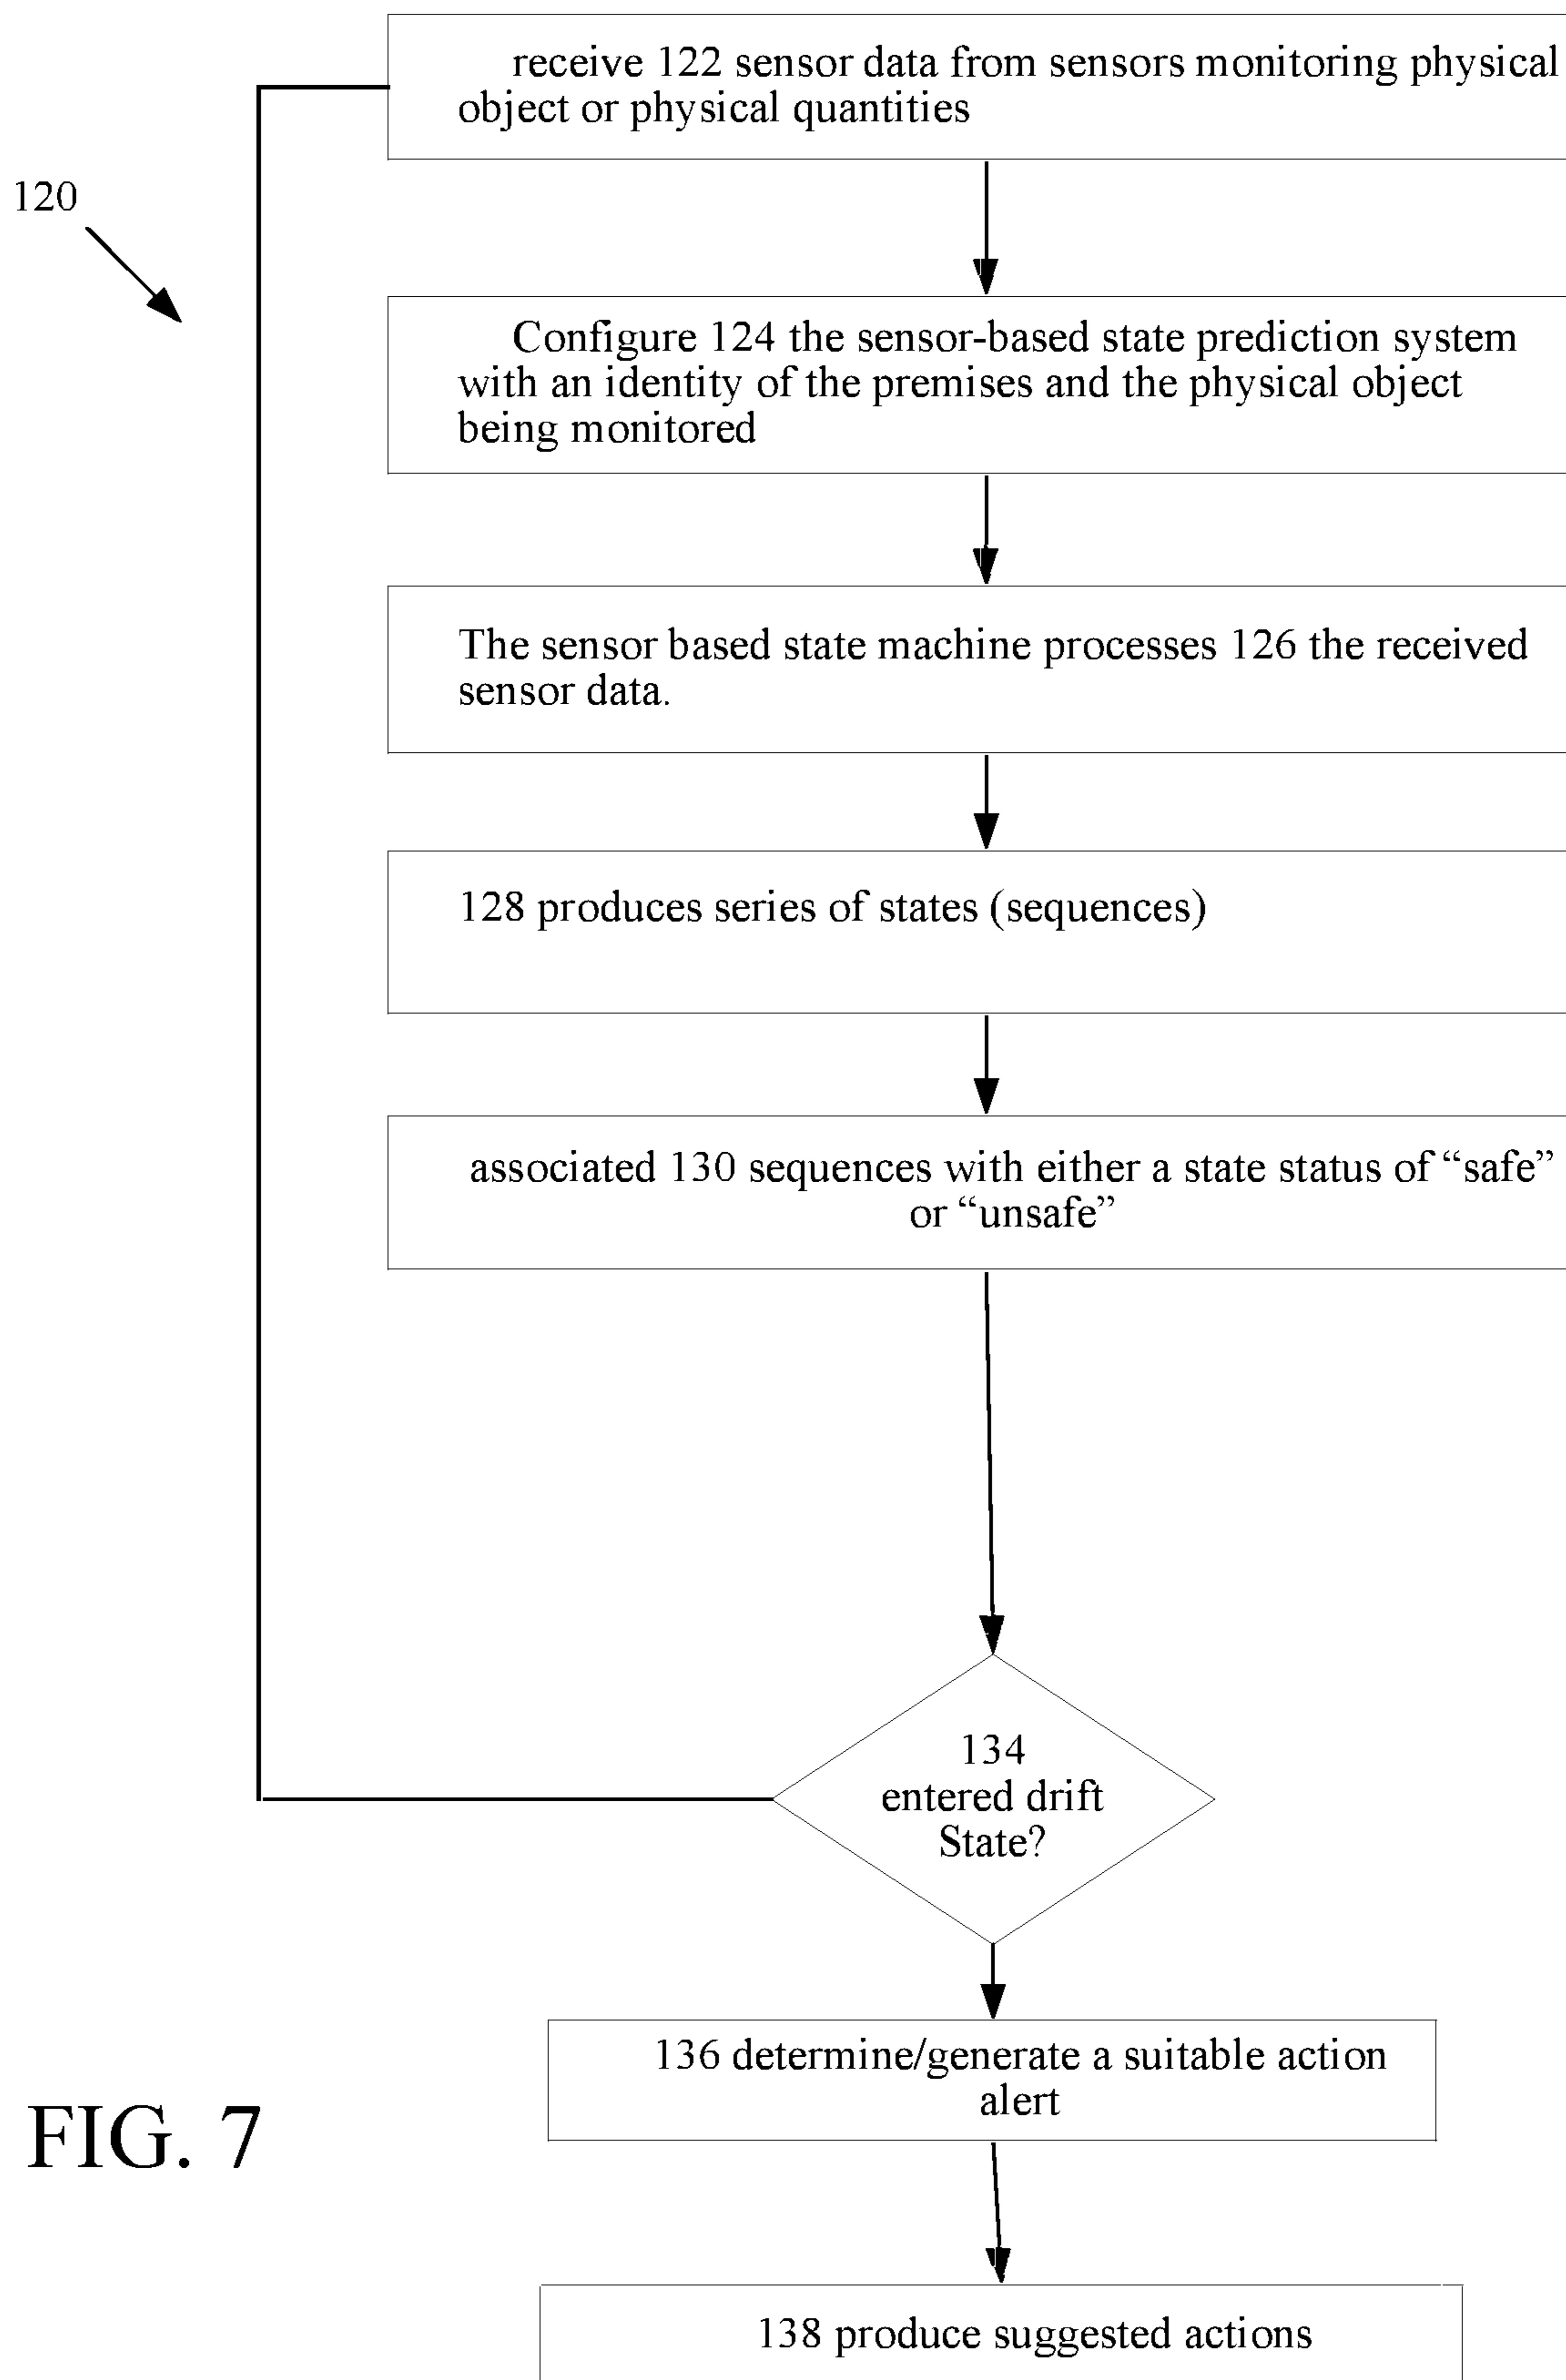 receive 122 sensor data from sensors monitoring physical
object or physical quantities
120
Configure 124 the sensor-based state prediction system
with an identity of the premises and the physical object
being monitored
The sensor based state machine processes 126 the received
sensor data.
128 produces series of states (sequences)
associated 130 sequences with either a state status of “safe”
or “unsafe”
134
entered drift
State?
136 determine/generate a suitable action
alert
FIG. 7
138 produce suggested actions